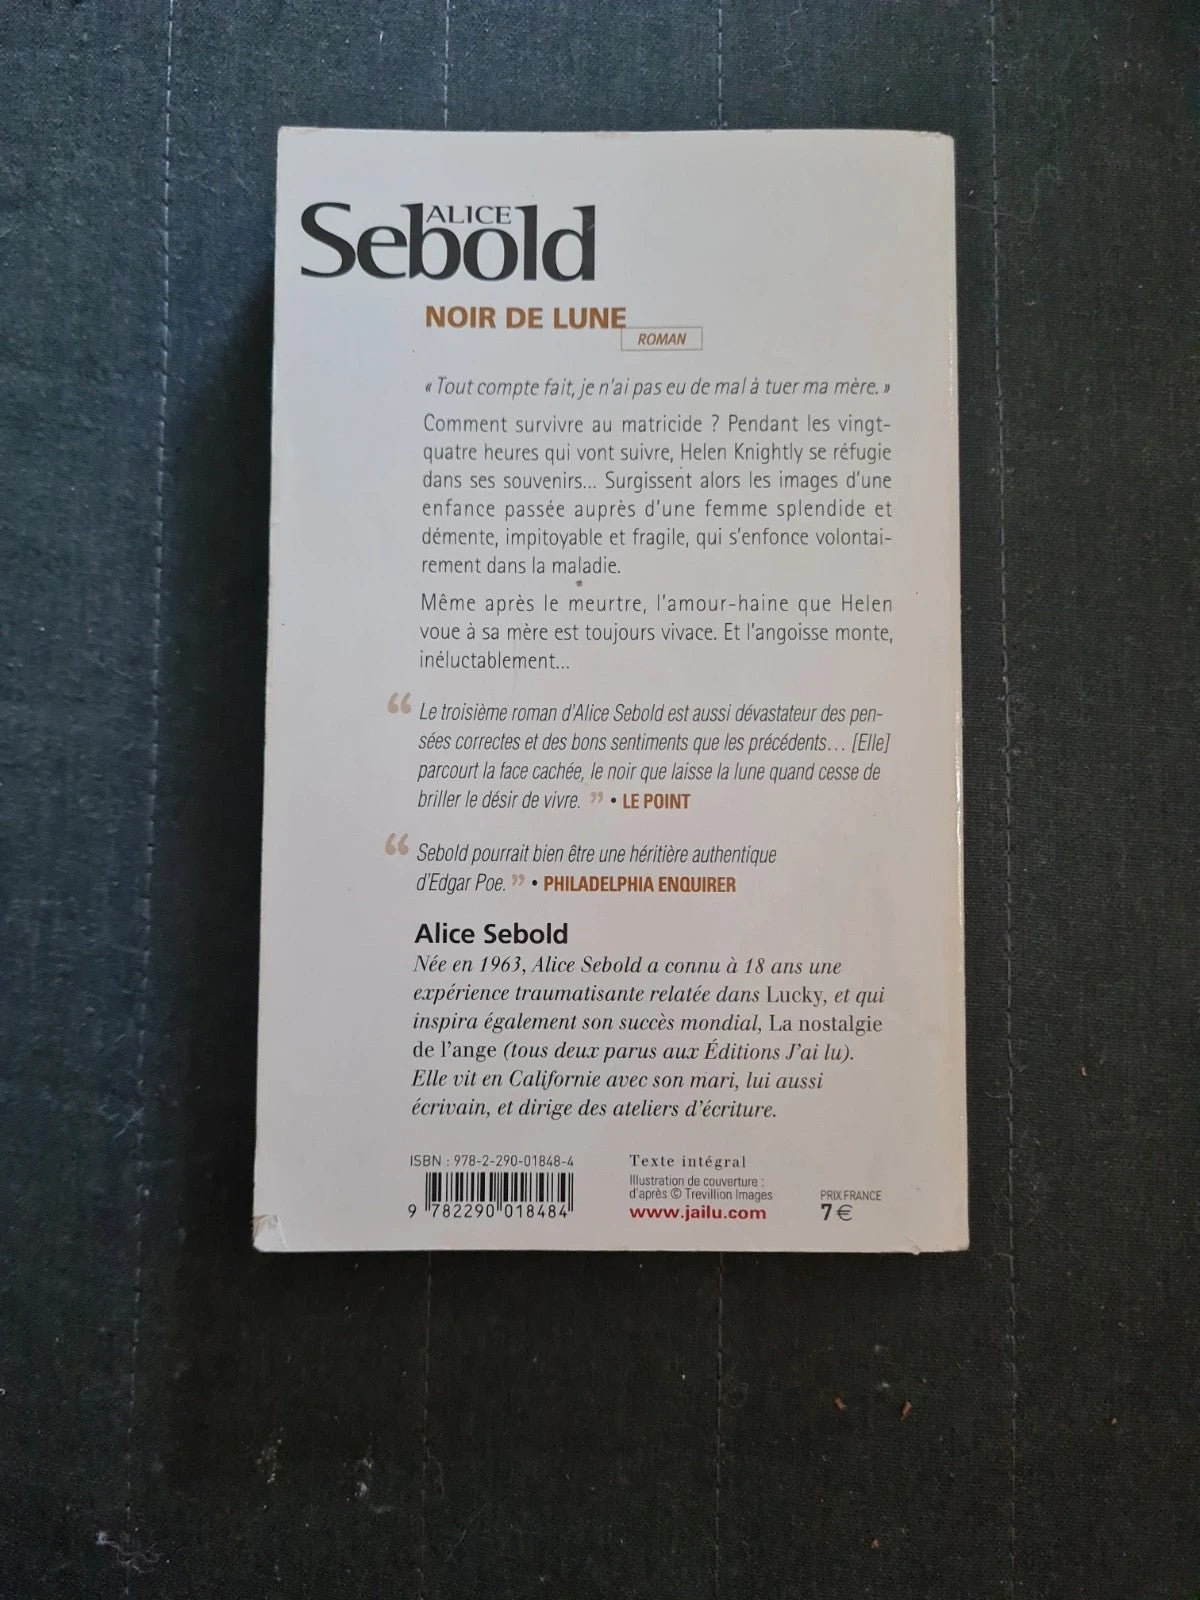 ALICE
Sebold
NOIR DE LUNE
ROMAN
« Tout compte fait, je n'ai pas eu de mal à tuer ma mère. »
Comment survivre au matricide ? Pendant les vingt-
quatre heures qui vont suivre, Helen Knightly se réfugie
dans ses souvenirs... Surgissent alors les images d'une
enfance passée auprès d'une femme splendide et
démente, impitoyable et fragile, qui s'enfonce volontai-
rement dans la maladie.
Même après le meurtre, l'amour-haine que Helen
voue à sa mère est toujours vivace. Et l'angoisse monte,
inéluctablement...
“ Le troisième roman d'Alice Sebold est aussi dévastateur des pen-
sées correctes et des bons sentiments que les précédents... [Elle]
parcourt la face cachée, le noir que laisse la lune quand cesse de
briller le désir de vivre. ” • LE POINT
“ Sebold pourrait bien être une héritière authentique
d'Edgar Poe. ” • PHILADELPHIA ENQUIRER
Alice Sebold
Née en 1963, Alice Sebold a connu à 18 ans une
expérience traumatisante relatée dans Lucky, et qui
inspira également son succès mondial, La nostalgie
de l'ange (tous deux parus aux Éditions J'ai lu).
Elle vit en Californie avec son mari, lui aussi
écrivain, et dirige des ateliers d'écriture.
ISBN : 978-2-290-01848-4
9 782290 018484
Texte intégral
Illustration de couverture :
d'après © Trevillion Images
www.jailu.com
PRIX FRANCE
7 €